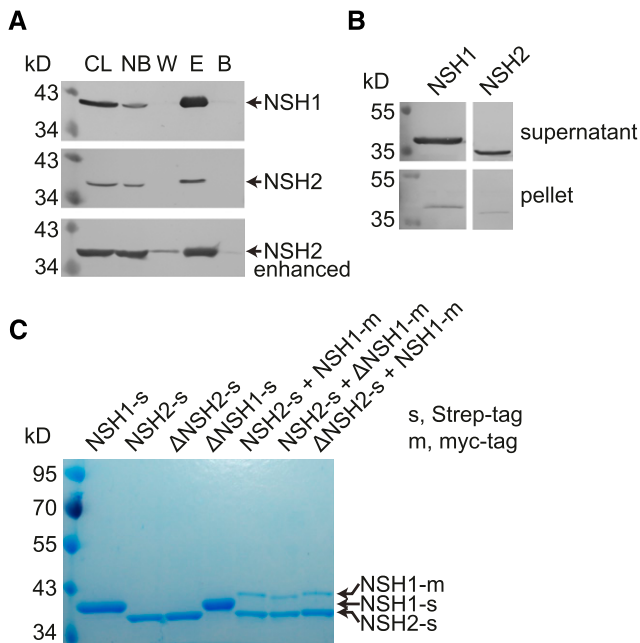 A
kD
CL NB W E B
43
34
NSH1
43
34
NSH2
43
34
NSH2
enhanced
B
kD
NSH1
NSH2
55
35
supernatant
55
35
pellet
C
kD
NSH1-s
NSH2-s
ΔNSH2-s
ΔNSH1-s
NSH2-s + NSH1-m
NSH2-s + ΔNSH1-m
ΔNSH2-s + NSH1-m
s, Strep-tag
m, myc-tag
95
70
55
43
34
NSH1-m
NSH1-s
NSH2-s